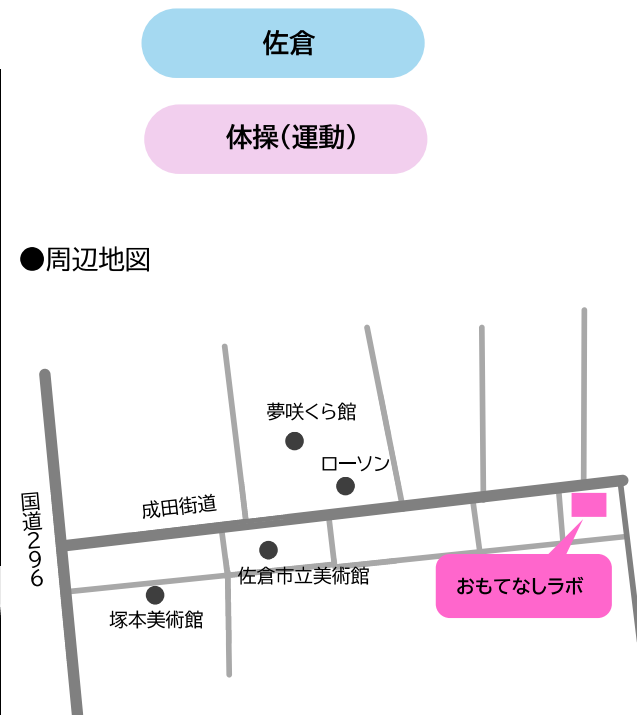 佐倉
体操（運動）
●周辺地図
夢咲くら館
ローソン
成田街道
国道296
佐倉市立美術館
おもてなしラボ
塚本美術館